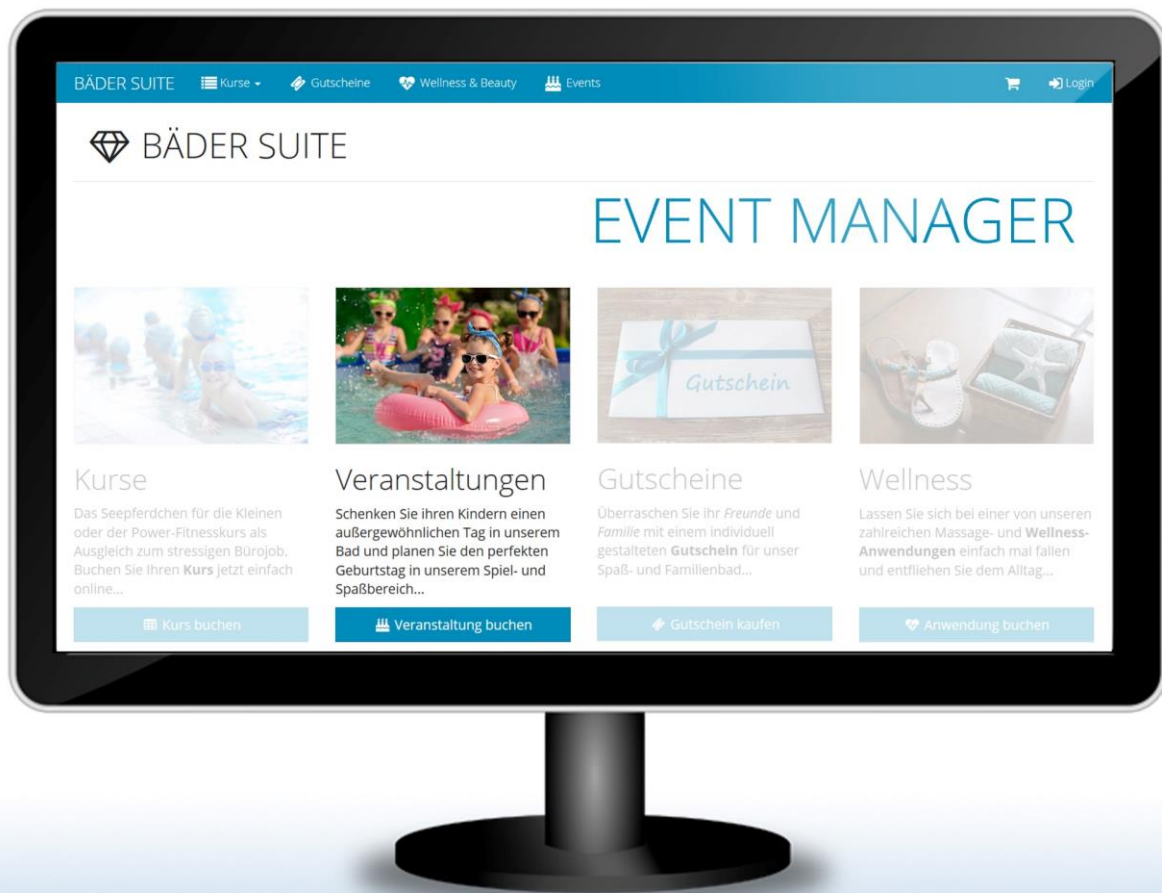 BÄDER SUITE Kurse Gutscheine Wellness & Beauty Events Login
BÄDER SUITE
EVENT MANAGER
Gutschein
Kurse
Das Seepferdchen für die Kleinen
oder der Power-Fitnesskurs als
Ausgleich zum stressigen Bürojob.
Buchen Sie Ihren Kurs jetzt einfach
online...
Kurs buchen
Veranstaltungen
Schenken Sie ihren Kindern einen
außergewöhnlichen Tag in unserem
Bad und planen Sie den perfekten
Geburtstag in unserem Spiel- und
Spaßbereich...
Veranstaltung buchen
Gutscheine
Überraschen Sie ihr Freunde und
Familie mit einem individuell
gestalteten Gutschein für unser
Spaß- und Familienbad...
Gutschein kaufen
Wellness
Lassen Sie sich bei einer von unseren
zahlreichen Massage- und Wellness-
Anwendungen einfach mal fallen
und entfliehen Sie dem Alltag...
Anwendung buchen